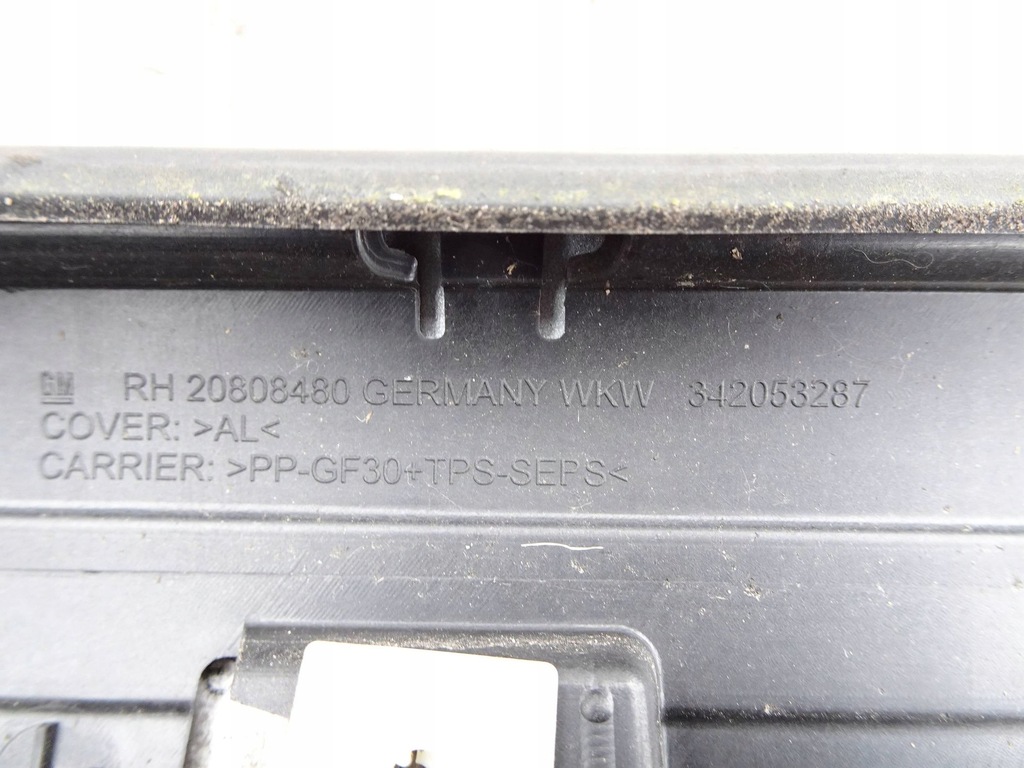 GM RH 20808480 GERMANY WKW 342053287
COVER: >AL<
CARRIER: >PP-GF30+TPS-SEPS<